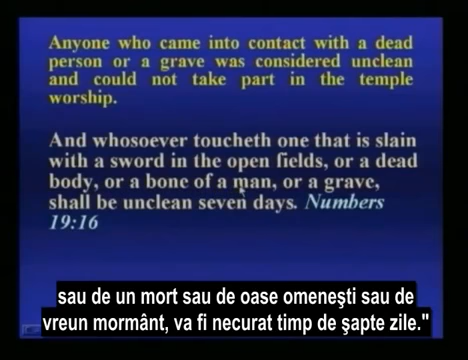 Anyone who came into contact with a dead
person or a grave was considered unclean
and could not take part in the temple
worship.
And whosoever toucheth one that is slain
with a sword in the open fields, or a dead
body, or a bone of a man, or a grave,
shall be unclean seven days. Numbers
19:16
sau de un mort sau de oase omeneşti sau de
vreun mormânt, va fi necurat timp de şapte zile."